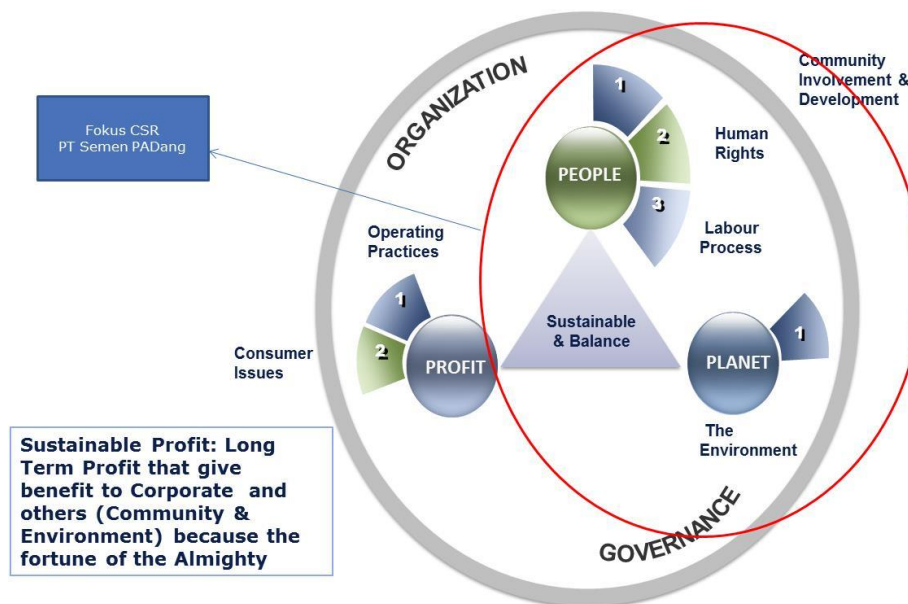 ORGANIZATION
Community
Involvement &
Development
Fokus CSR
PT Semen PADang
1
2
3
PEOPLE
Human
Rights
Labour
Process
Operating
Practices
1
2
Consumer
Issues
PROFIT
Sustainable
& Balance
1
PLANET
The
Environment
Sustainable Profit: Long
Term Profit that give
benefit to Corporate and
others (Community &
Environment) because the
fortune of the Almighty
GOVERNANCE